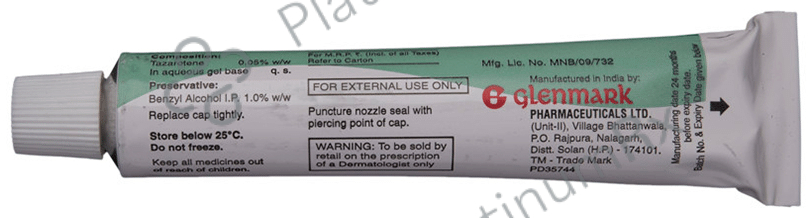 Composition:
Tazarotene 0.05% w/w
In aqueous gel base q. s.
Preservative:
Benzyl Alcohol I.P. 1.0% w/w
Replace cap tightly.
Store below 25°C.
Do not freeze.
Keep all medicines out
of reach of children.
For M.R.P. ₹. (Incl. of all Taxes)
Refer to Carton
FOR EXTERNAL USE ONLY
Puncture nozzle seal with
piercing point of cap.
WARNING: To be sold by
retail on the prescription
of a Dermatologist only
Mfg. Lic. No. MNB/09/732
Manufactured in India by:
glenmark
PHARMACEUTICALS LTD.
(Unit-II), Village Bhattanwala,
P.O. Rajpura, Nalagarh,
Distt. Solan (H.P.) - 174101.
TM - Trade Mark
PD35744
Manufacturing date 24 months
before expiry date.
Batch No. & Expiry Date given below